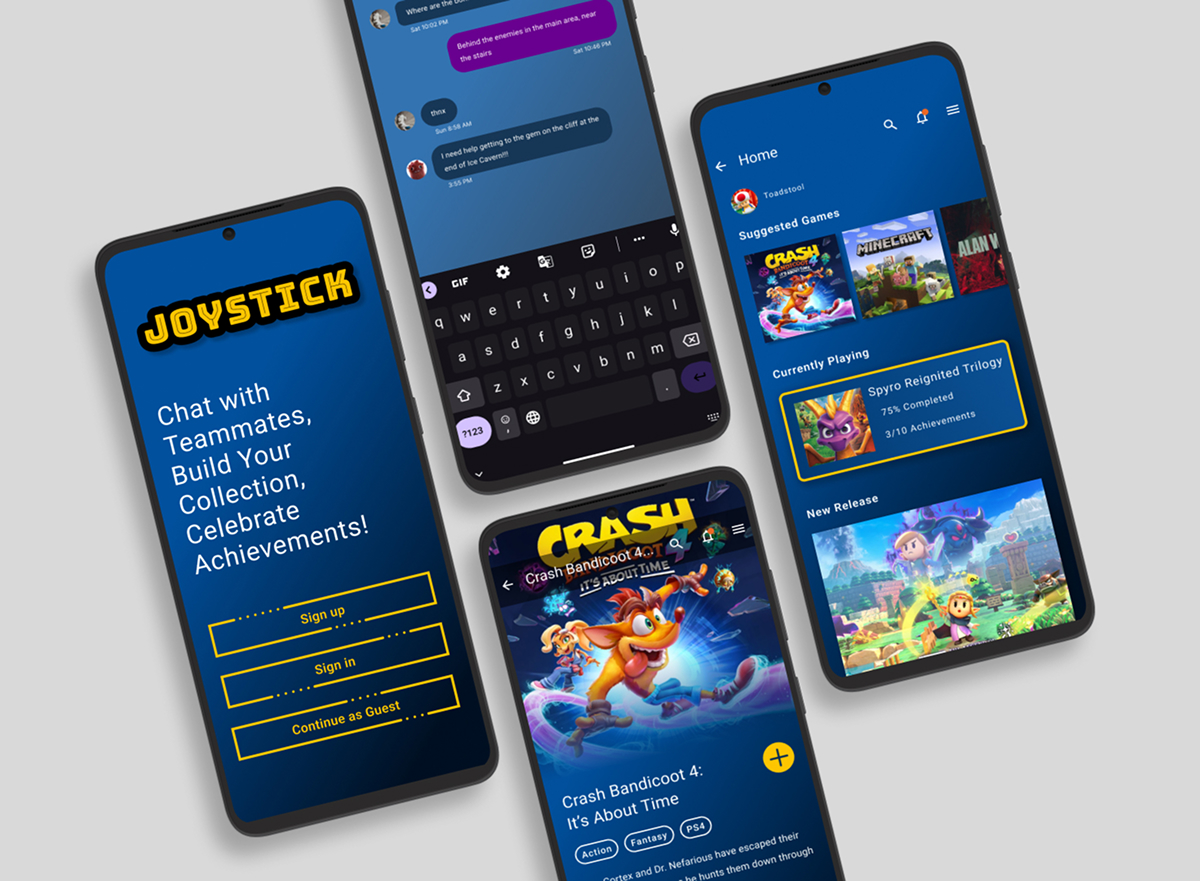 JOYSTICK
Chat with
Teammates,
Build Your
Collection,
Celebrate
Achievements!
Sign up
Sign in
Continue as Guest
Where are the
Sat 10:02 PM
Behind the enemies in the main area, near
the stairs
Sat 10:46 PM
thnx
Sun 8:58 AM
I need help getting to the gem on the cliff at the
end of Ice Cavern!!!
3:55 PM
GIF
q w e r t y u i o p
a s d f g h j k l
z x c v b n m
?123 , .
CRASH
BANDICOOT 4
IT'S ABOUT TIME
Crash Bandicoot 4...
Crash Bandicoot 4:
It's About Time
Action Fantasy PS4
Cortex and Dr. Nefarious have escaped their
he hunts them down through
Home
Toadstool
Suggested Games
CRASH
BANDICOOT 4
IT'S ABOUT TIME
MINECRAFT
ALAN
Currently Playing
Spyro Reignited Trilogy
75% Completed
3/10 Achievements
New Release